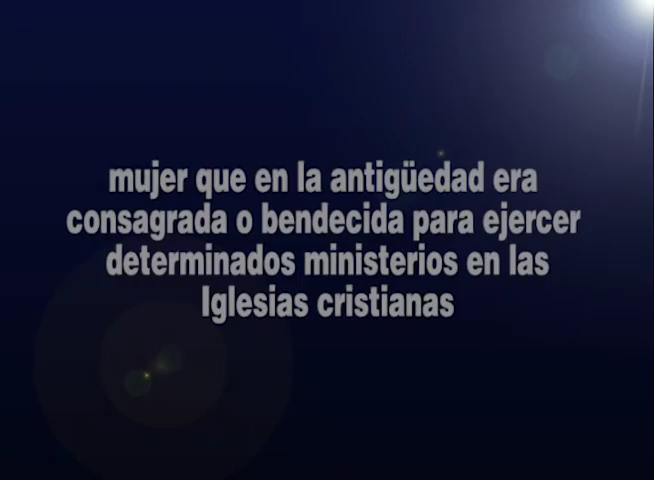 mujer que en la antigüedad era
consagrada o bendecida para ejercer
determinados ministerios en las
Iglesias cristianas